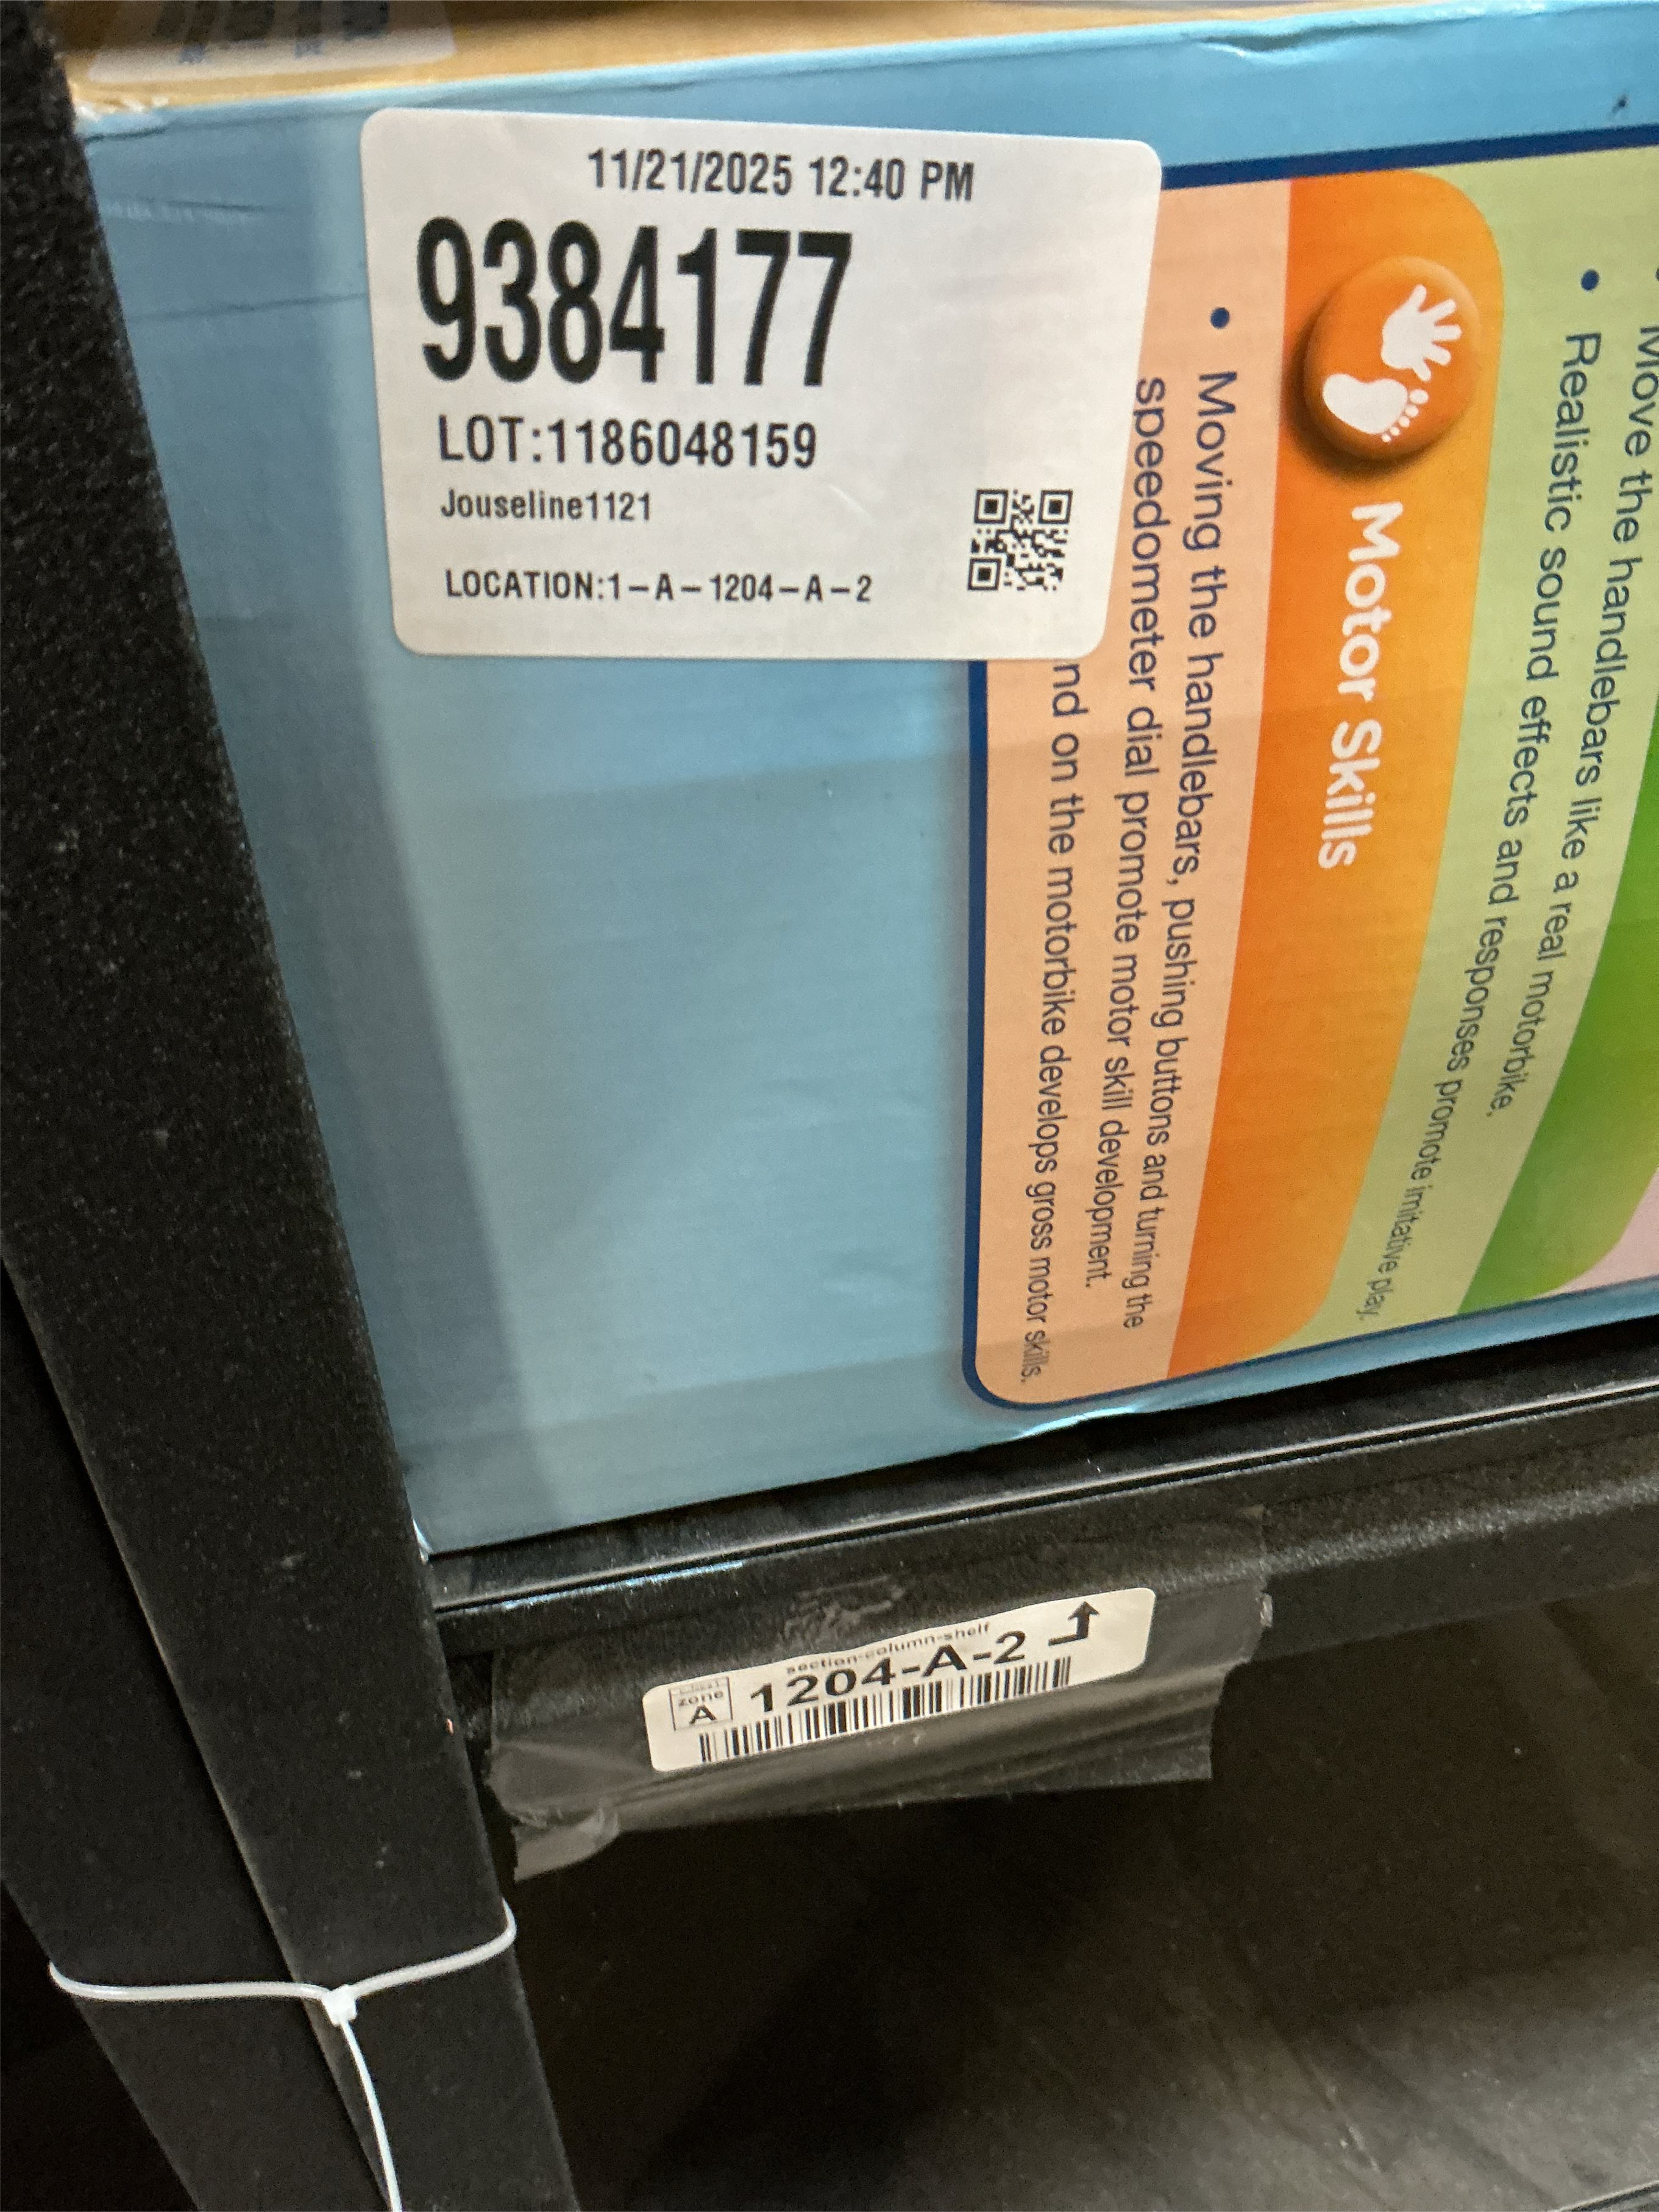 11/21/2025 12:40 PM
9384177
LOT:1186048159
Jouseline1121
LOCATION:1-A-1204-A-2
Move the handlebars like a real motorbike.
• Realistic sound effects and responses promote imitative play.
Motor Skills
• Moving the handlebars, pushing buttons and turning the
speedometer dial promote motor skill development.
on the motorbike develops gross motor skills.
section-column-shelf
zone
A
1204-A-2